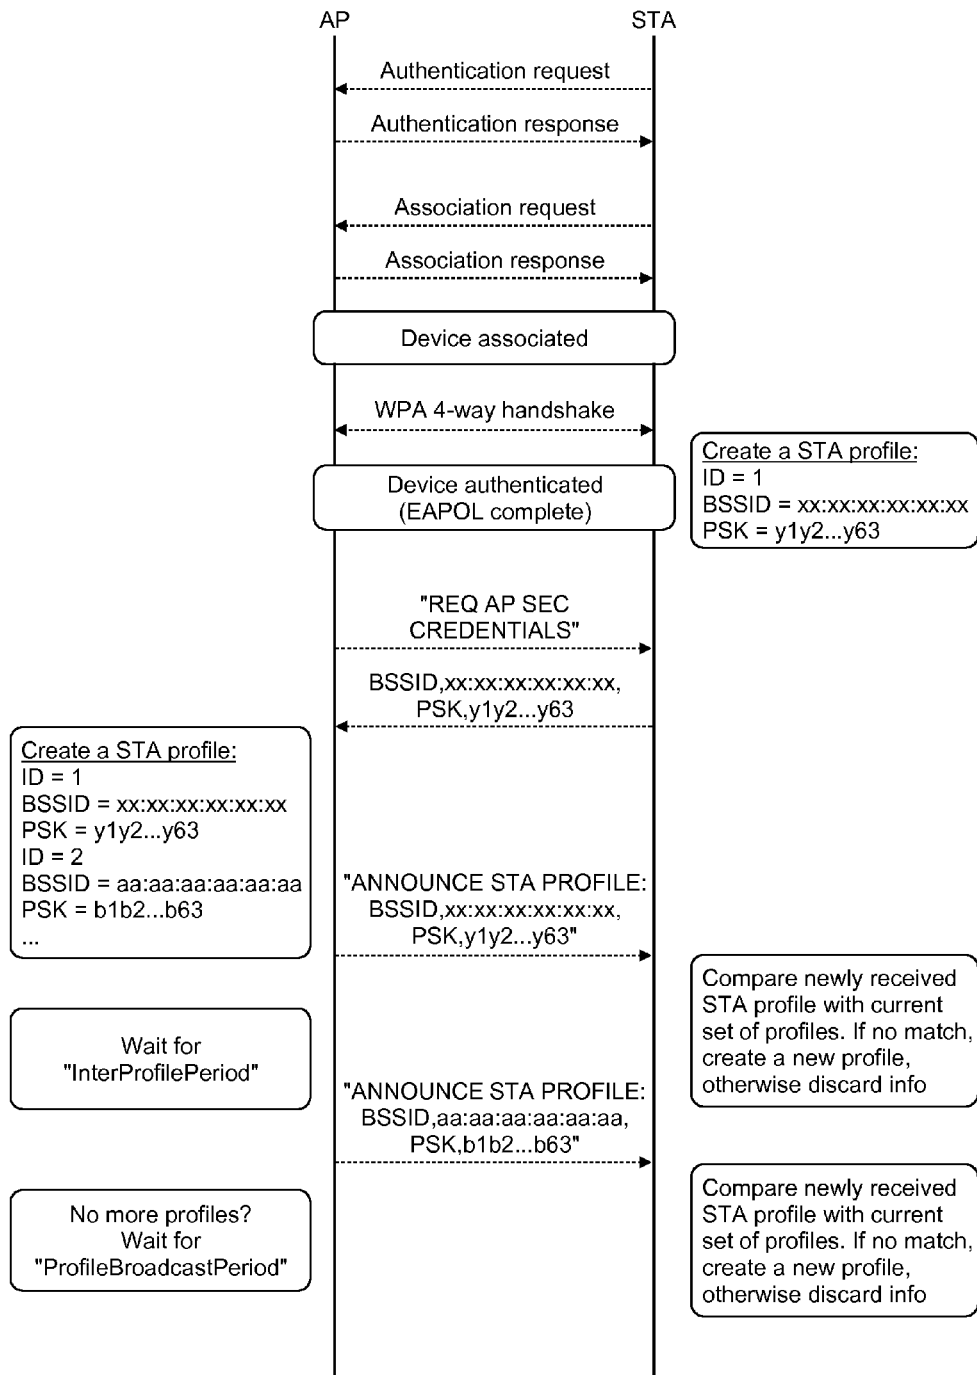 AP
STA
Authentication request
Authentication response
Association request
Association response
Device associated
WPA 4-way handshake
Create a STA profile:
ID = 1
BSSID = xx:xx:xx:xx:xx:xx
PSK = y1y2...y63
Device authenticated
(EAPOL complete)
"REQ AP SEC
CREDENTIALS"
BSSID,xx:xx:xx:xx:xx:xx,
PSK,y1y2...y63
Create a STA profile:
ID = 1
BSSID = xx:xx:xx:xx:xx:xx
PSK = y1y2...y63
ID = 2
BSSID = aa:aa:aa:aa:aa:aa
PSK = b1b2...b63
...
"ANNOUNCE STA PROFILE:
BSSID,xx:xx:xx:xx:xx:xx,
PSK,y1y2...y63"
Compare newly received
STA profile with current
set of profiles. If no match,
create a new profile,
otherwise discard info
Wait for
"InterProfilePeriod"
"ANNOUNCE STA PROFILE:
BSSID,aa:aa:aa:aa:aa:aa,
PSK,b1b2...b63"
Compare newly received
STA profile with current
set of profiles. If no match,
create a new profile,
otherwise discard info
No more profiles?
Wait for
"ProfileBroadcastPeriod"